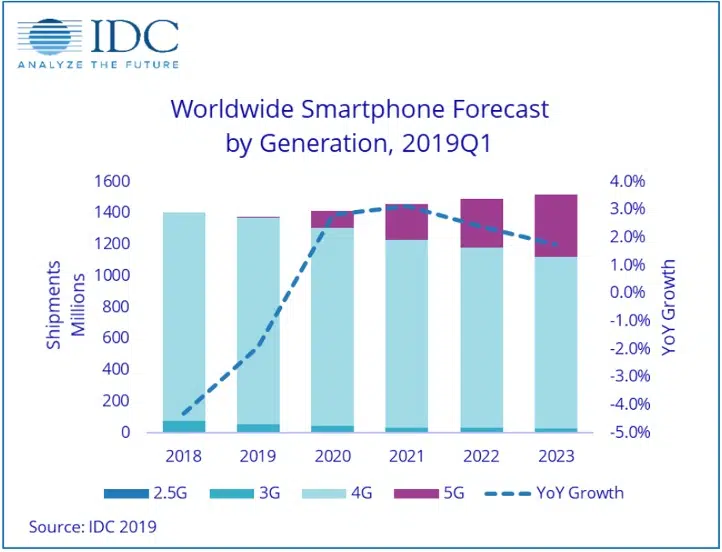 IDC
ANALYZE THE FUTURE
Worldwide Smartphone Forecast
by Generation, 2019Q1
Shipments
Millions
1600
1400
1200
1000
800
600
400
200
0
4.0%
3.0%
2.0%
1.0%
0.0%
-1.0%
-2.0%
-3.0%
-4.0%
-5.0%
YoY Growth
2018 2019 2020 2021 2022 2023
2.5G 3G 4G 5G YoY Growth
Source: IDC 2019